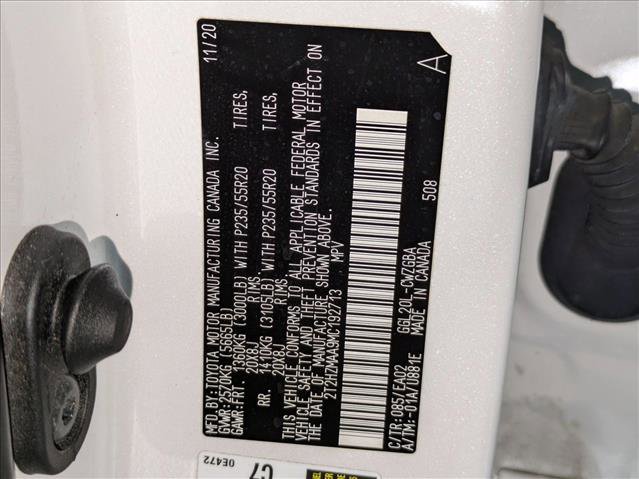 MFD.BY:TOYOTA MOTOR MANUFACTURING CANADA INC. 11/20
GVWR:2570KG (5665LB)
GAWR:FRT. 1360KG (3000LB) WITH P235/55R20 TIRES,
20X8J RIMS.
RR. 1410KG (3105LB) WITH P235/55R20 TIRES,
20X8J RIMS.
THIS VEHICLE CONFORMS TO ALL APPLICABLE FEDERAL MOTOR
VEHICLE SAFETY AND THEFT PREVENTION STANDARDS IN EFFECT ON
THE DATE OF MANUFACTURE SHOWN ABOVE.
2T2HZMAA9MC192713 MPV
C/TR:085/EA02 GGL20L-CWZGBA 508
A/TM:-01A/U881E MADE IN CANADA
A
0E472
C7